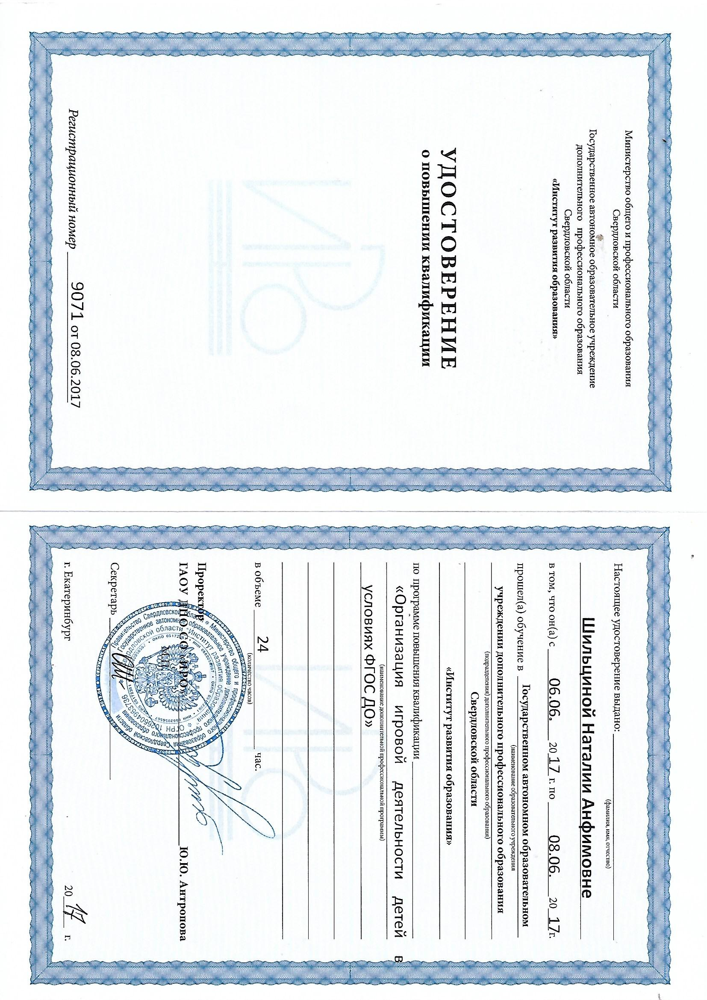 Министерство общего и профессионального образования
Свердловской области
Государственное автономное образовательное учреждение
дополнительного профессионального образования
Свердловской области
«Институт развития образования»
УДОСТОВЕРЕНИЕ
о повышении квалификации
Регистрационный номер 9071 от 08.06.2017
Настоящее удостоверение выдано:
(фамилия, имя, отчество)
Шильциной Наталии Анфимовне
в том, что он(а) с 06.06. 20 17 г. по 08.06. 20 17г.
прошел(а) обучение в Государственном автономном образовательном
(наименование образовательного учреждения
учреждении дополнительного профессионального образования
(подразделения) дополнительного профессионального образования)
Свердловской области
«Институт развития образования»
по программе повышения квалификации
«Организация игровой деятельности детей в
(наименование дополнительной профессиональной программы)
условиях ФГОС ДО»
(количество часов)
в объеме 24 час.
Проректор
ГАОУ ДПО СО «ИРО» Ю.Ю. Антропова
М.П.
Правительство Свердловской области * Министерство общего и профессионального образования Свердловской области
Государственное автономное образовательное учреждение дополнительного профессионального образования
Свердловской области "Институт развития образования" * ОГРН 1026604963736 *
Секретарь
г. Екатеринбург 20 17 г.